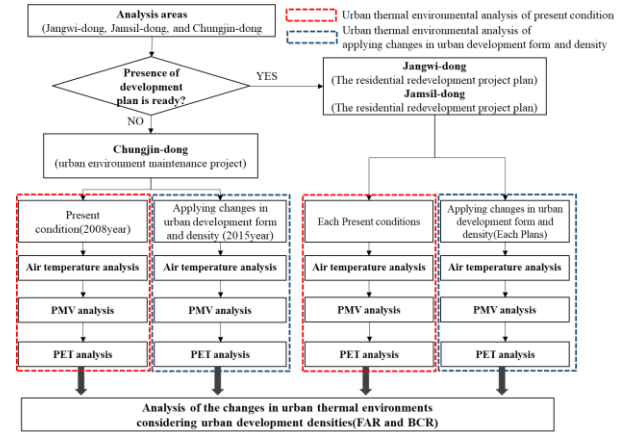 Analysis areas
(Jangwi-dong, Jamsil-dong, and Chungjin-dong
Urban thermal environmental analysis of present condition
Urban thermal environmental analysis of
applying changes in urban development form and density
Presence of
development
plan is ready?
YES
NO
Jangwi-dong
(The residential redevelopment project plan)
Jamsil-dong
(The residential redevelopment project plan)
Chungjin-dong
(urban environment maintenance project)
Present
condition(2008year)
Applying changes in
urban development form
and density (2015year)
Each Present conditions
Applying changes in urban
development form and
density(Each Plans)
Air temperature analysis
Air temperature analysis
Air temperature analysis
Air temperature analysis
PMV analysis
PMV analysis
PMV analysis
PMV analysis
PET analysis
PET analysis
PET analysis
PET analysis
Analysis of the changes in urban thermal environments
considering urban development densities(FAR and BCR)